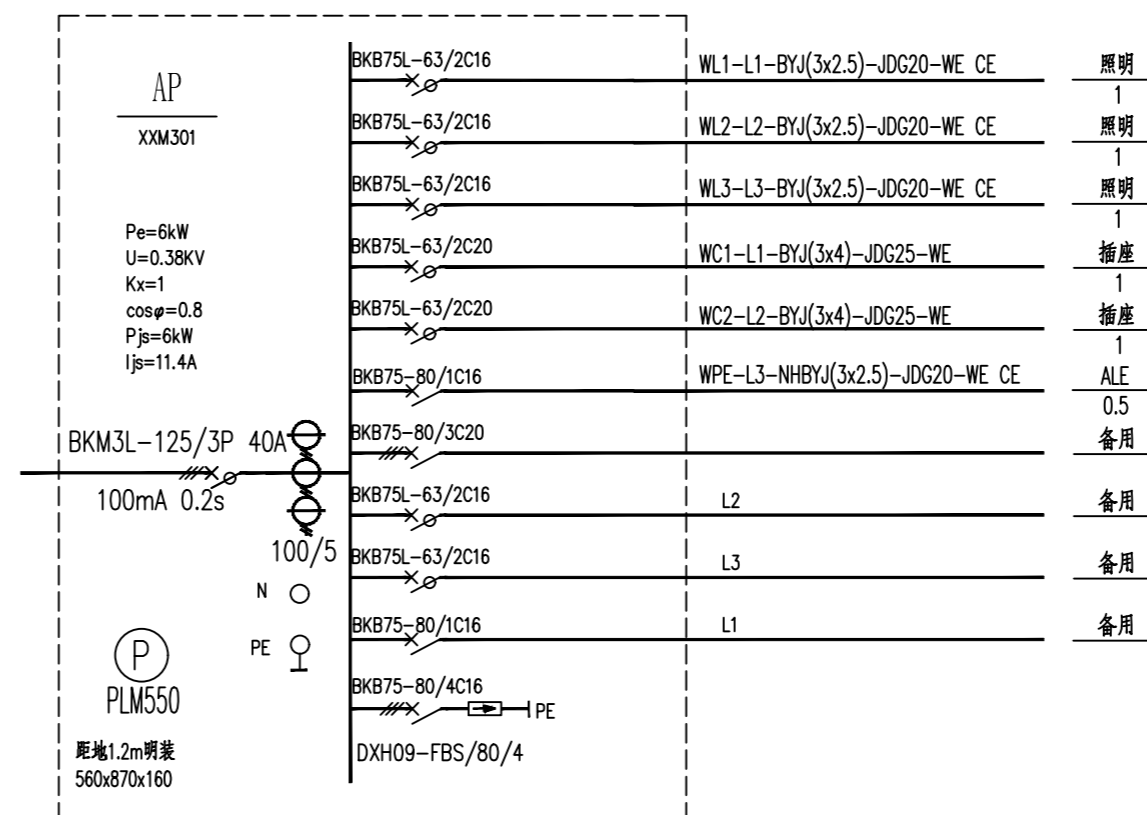 AP
XXM301
Pe=6kW
U=0.38KV
Kx=1
cosφ=0.8
Pjs=6kW
Ijs=11.4A
BKM3L-125/3P 40A
100mA 0.2s
100/5
N
PE
P
PLM550
距地1.2m明装
560x870x160
BKB75L-63/2C16 WL1-L1-BYJ(3x2.5)-JDG20-WE CE 照明
1
BKB75L-63/2C16 WL2-L2-BYJ(3x2.5)-JDG20-WE CE 照明
1
BKB75L-63/2C16 WL3-L3-BYJ(3x2.5)-JDG20-WE CE 照明
1
BKB75L-63/2C20 WC1-L1-BYJ(3x4)-JDG25-WE 插座
1
BKB75L-63/2C20 WC2-L2-BYJ(3x4)-JDG25-WE 插座
1
BKB75-80/1C16 WPE-L3-NHBYJ(3x2.5)-JDG20-WE CE ALE
0.5
BKB75-80/3C20 备用
BKB75L-63/2C16 L2 备用
BKB75L-63/2C16 L3 备用
BKB75-80/1C16 L1 备用
BKB75-80/4C16
PE
DXH09-FBS/80/4